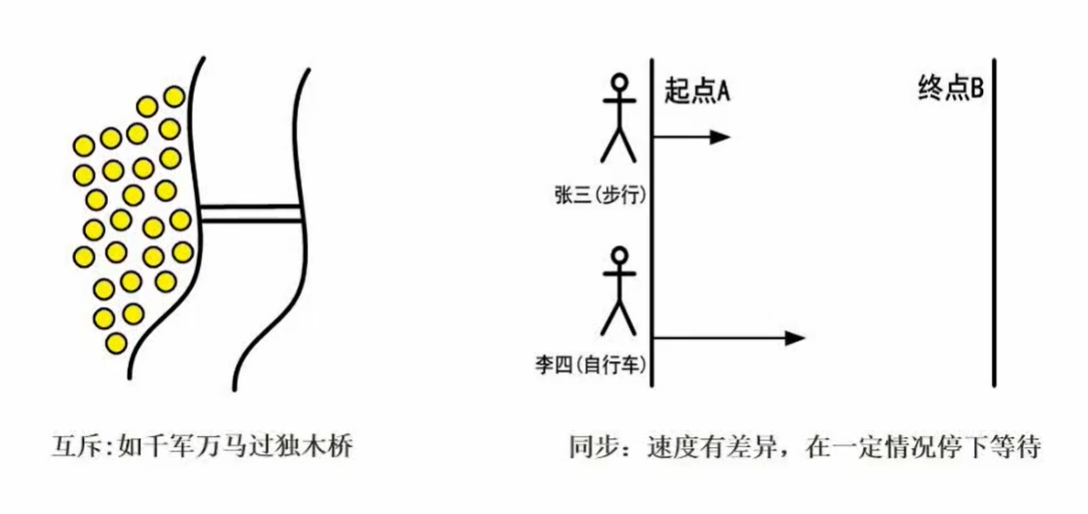 起点A
终点B
张三(步行)
李四(自行车)
互斥:如千军万马过独木桥
同步：速度有差异，在一定情况停下等待